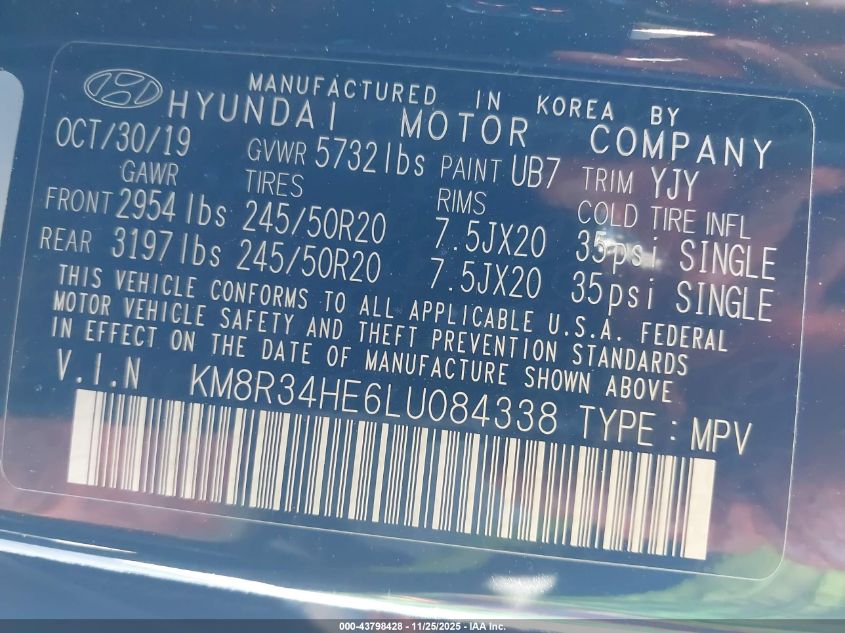 MANUFACTURED IN KOREA BY
HYUNDAI MOTOR COMPANY
OCT/30/19 GVWR 5732lbs PAINT UB7 TRIM YJY
GAWR TIRES RIMS COLD TIRE INFL
FRONT 2954lbs 245/50R20 7.5JX20 35psi SINGLE
REAR 3197lbs 245/50R20 7.5JX20 35psi SINGLE
THIS VEHICLE CONFORMS TO ALL APPLICABLE U.S.A. FEDERAL
MOTOR VEHICLE SAFETY AND THEFT PREVENTION STANDARDS
IN EFFECT ON THE DATE OF MANUFACTURE SHOWN ABOVE
V.I.N KM8R34HE6LU084338 TYPE : MPV
000-43798428 - 11/25/2025 - IAA Inc.